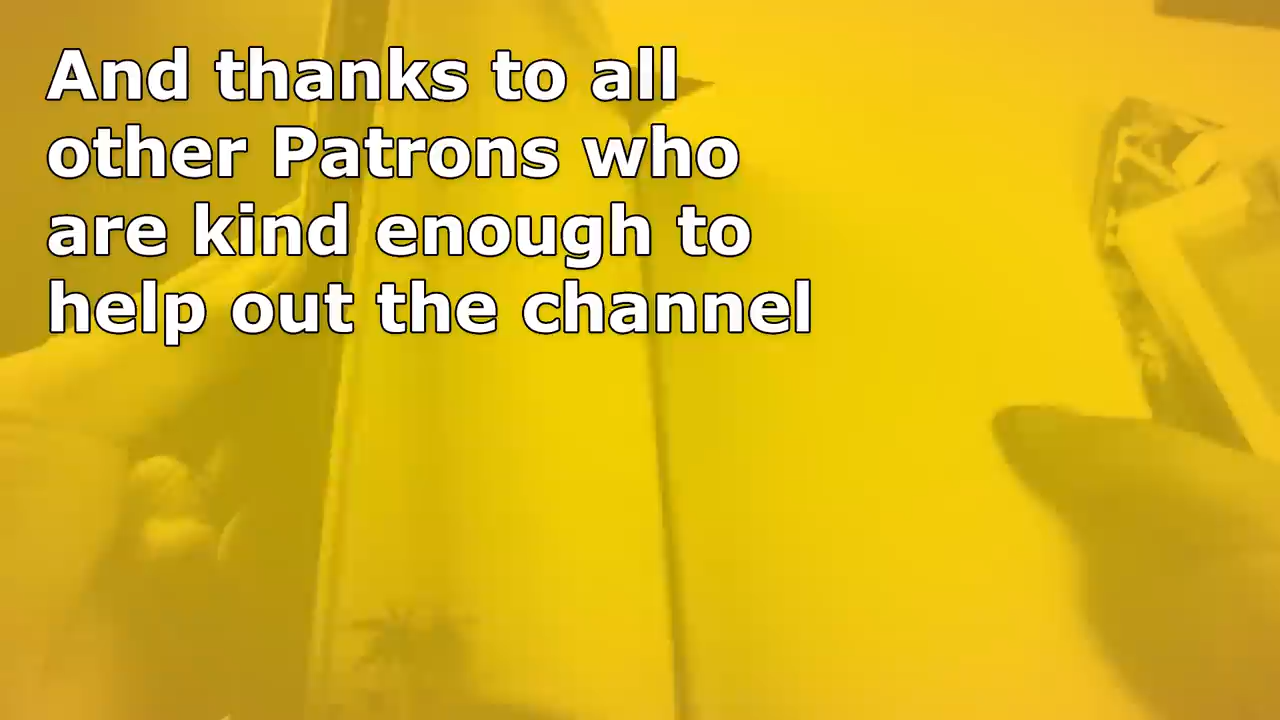 And thanks to all
other Patrons who
are kind enough to
help out the channel